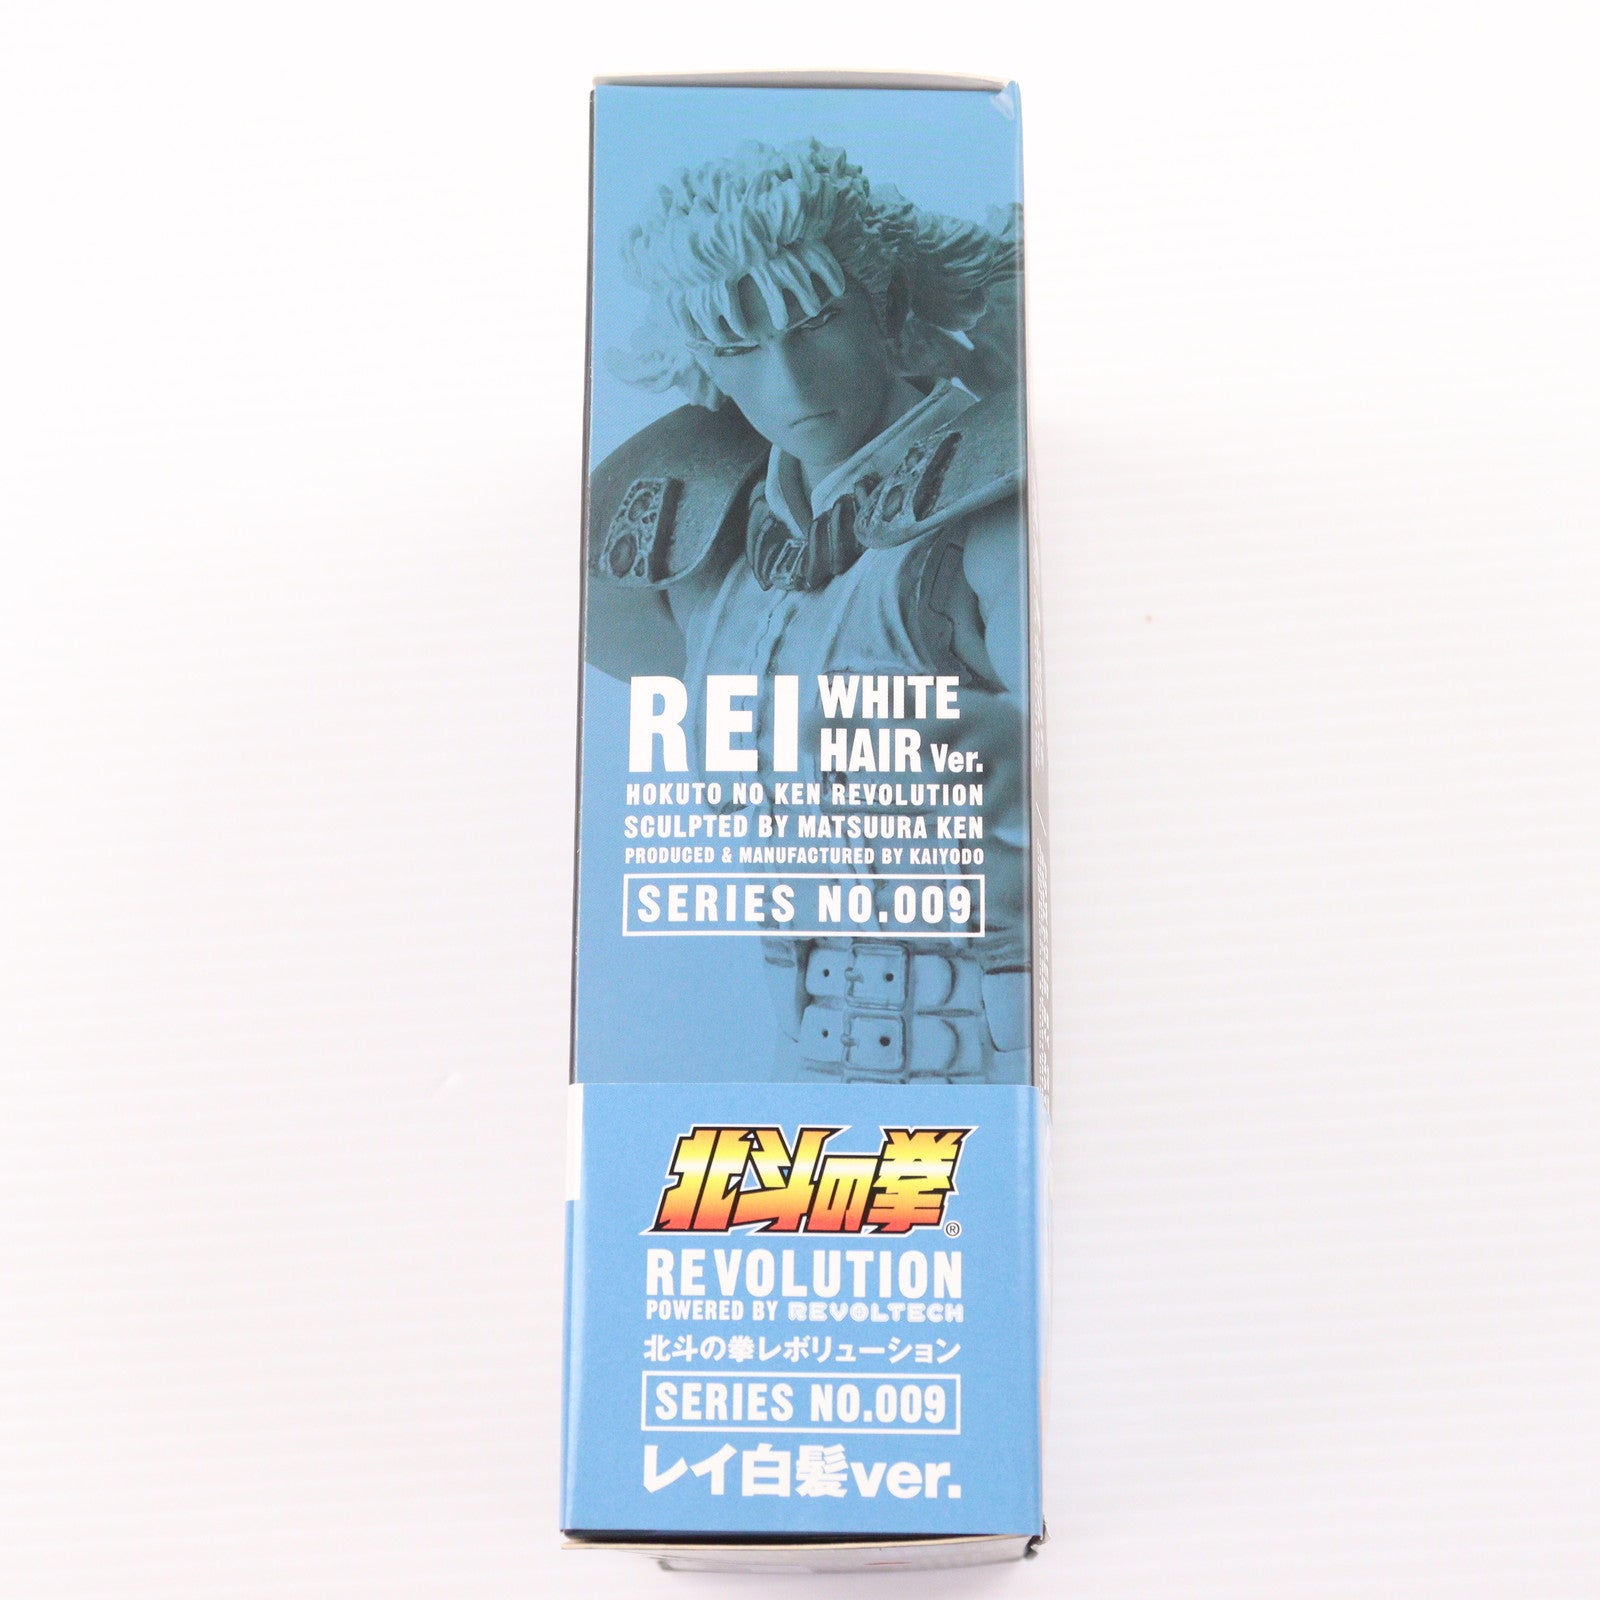 REI WHITE HAIR Ver.
HOKUTO NO KEN REVOLUTION
SCULPTED BY MATSUURA KEN
PRODUCED & MANUFACTURED BY KAIYODO
SERIES NO.009
北斗の拳®
REVOLUTION
POWERED BY REVOLTECH
北斗の拳レボリューション
SERIES NO.009
レイ白髪ver.